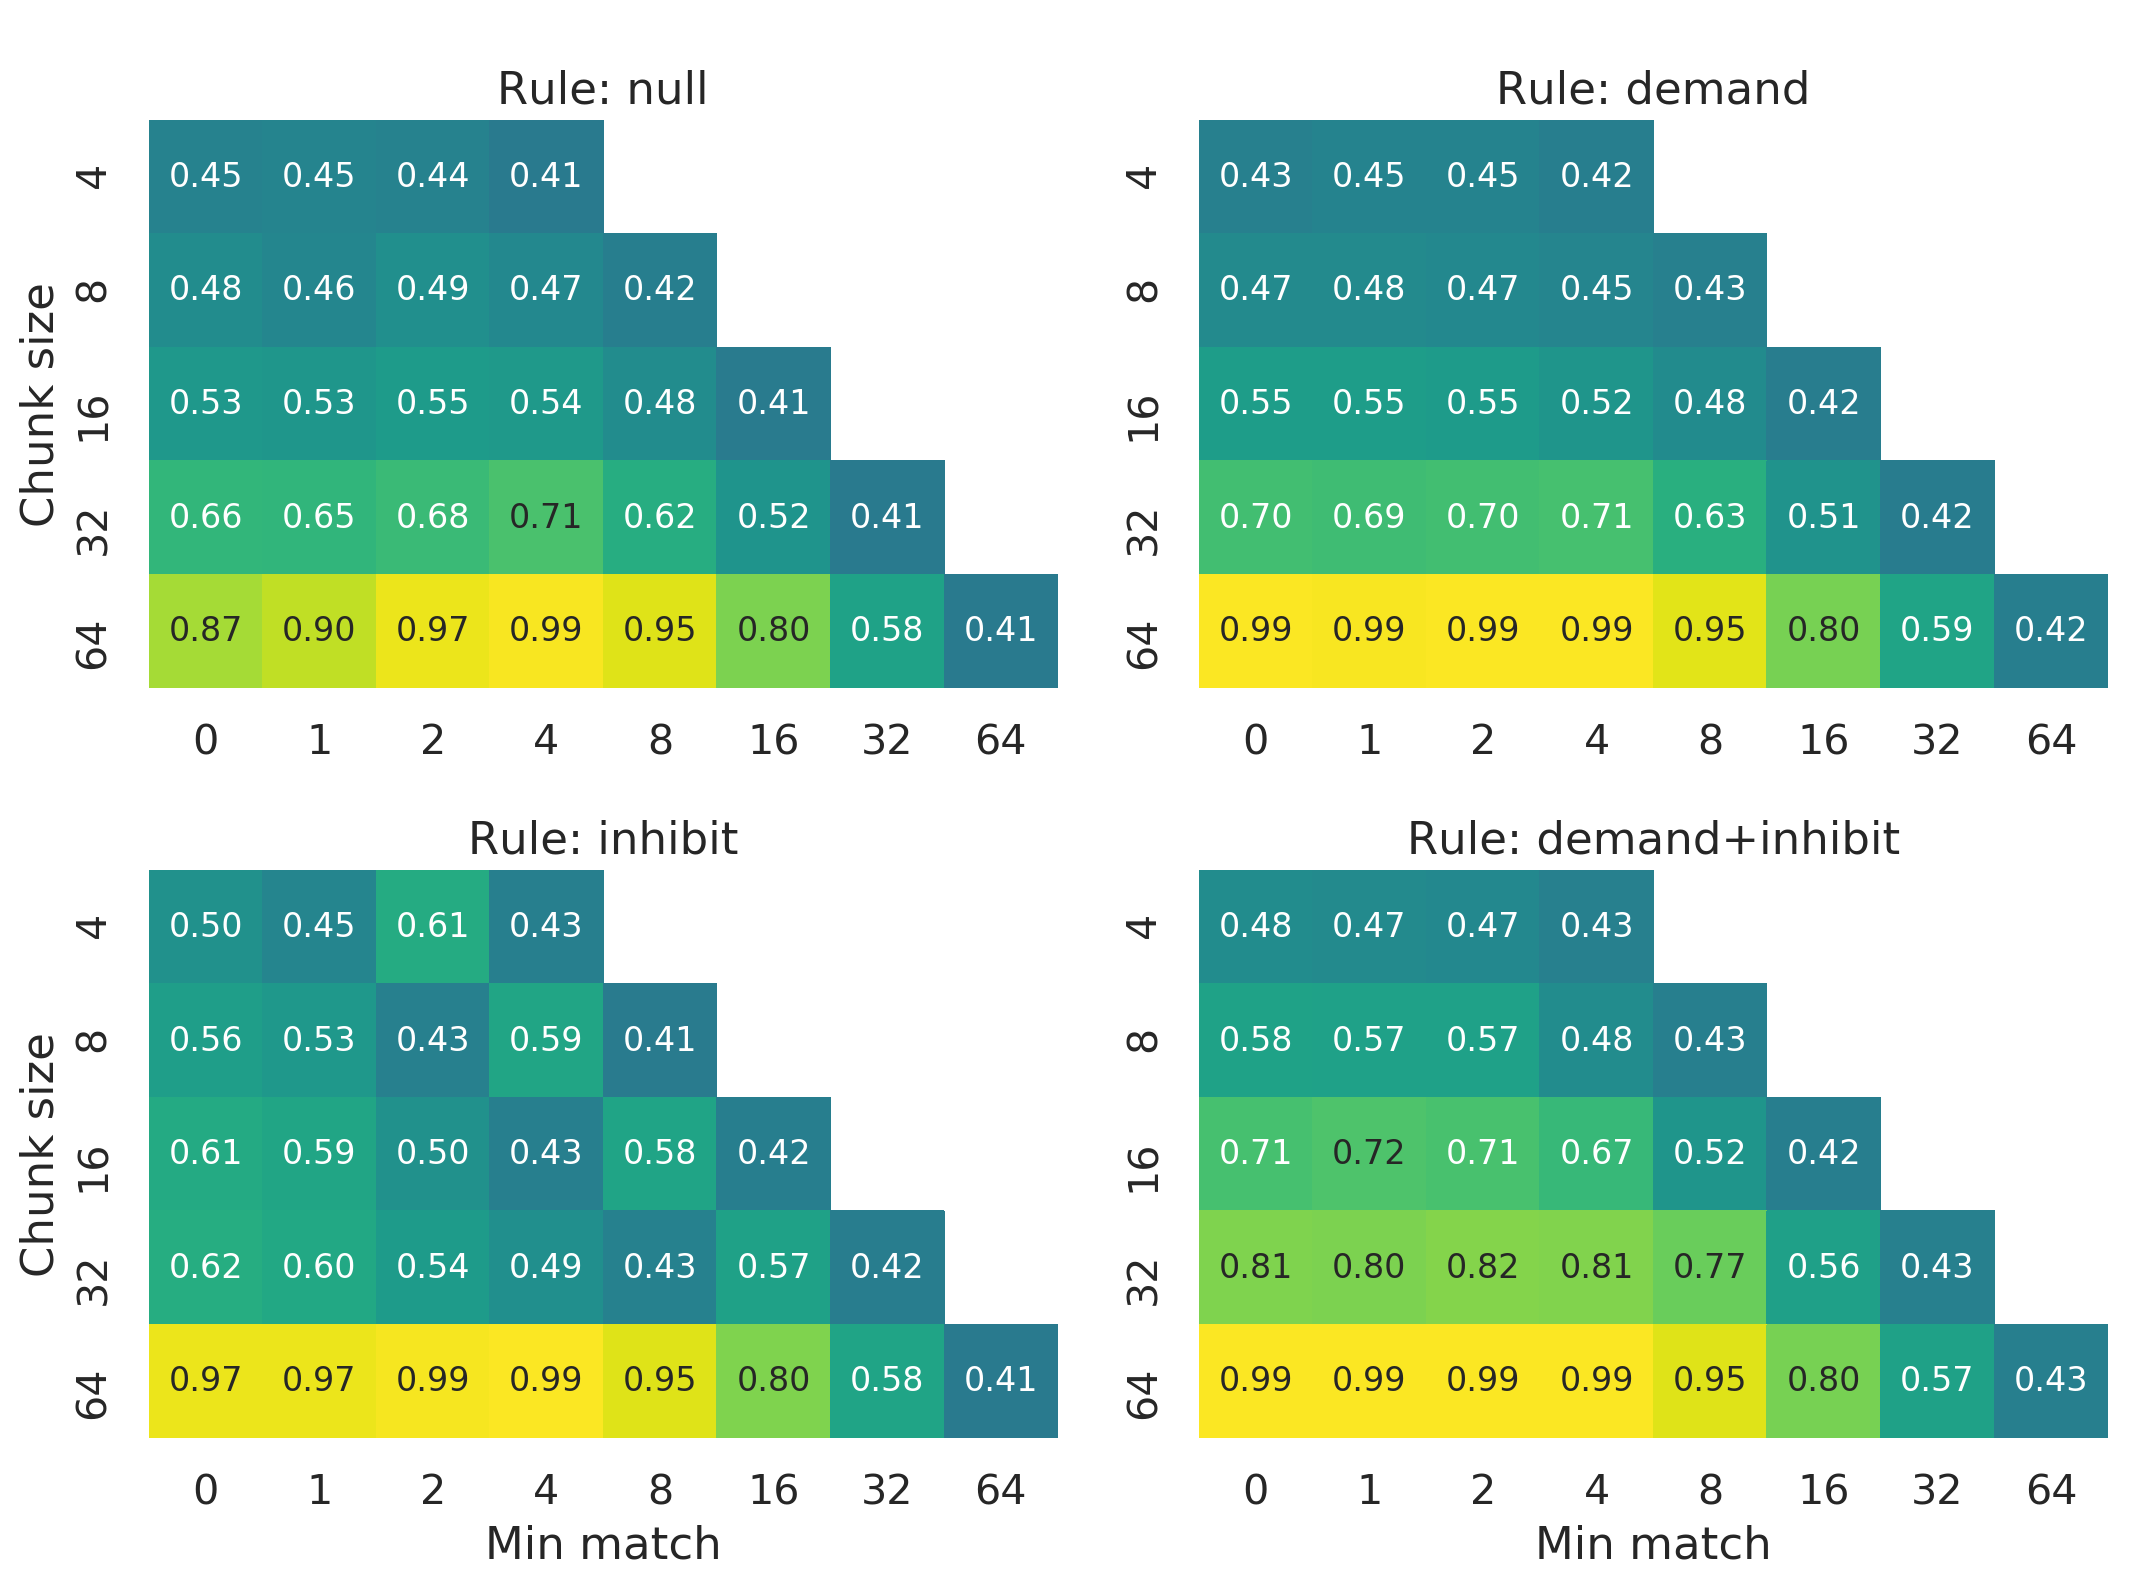 Rule: null
Chunk size
4 0.45 0.45 0.44 0.41
8 0.48 0.46 0.49 0.47 0.42
16 0.53 0.53 0.55 0.54 0.48 0.41
32 0.66 0.65 0.68 0.71 0.62 0.52 0.41
64 0.87 0.90 0.97 0.99 0.95 0.80 0.58 0.41
0 1 2 4 8 16 32 64
Rule: demand
4 0.43 0.45 0.45 0.42
8 0.47 0.48 0.47 0.45 0.43
16 0.55 0.55 0.55 0.52 0.48 0.42
32 0.70 0.69 0.70 0.71 0.63 0.51 0.42
64 0.99 0.99 0.99 0.99 0.95 0.80 0.59 0.42
0 1 2 4 8 16 32 64
Rule: inhibit
Chunk size
4 0.50 0.45 0.61 0.43
8 0.56 0.53 0.43 0.59 0.41
16 0.61 0.59 0.50 0.43 0.58 0.42
32 0.62 0.60 0.54 0.49 0.43 0.57 0.42
64 0.97 0.97 0.99 0.99 0.95 0.80 0.58 0.41
0 1 2 4 8 16 32 64
Min match
Rule: demand+inhibit
4 0.48 0.47 0.47 0.43
8 0.58 0.57 0.57 0.48 0.43
16 0.71 0.72 0.71 0.67 0.52 0.42
32 0.81 0.80 0.82 0.81 0.77 0.56 0.43
64 0.99 0.99 0.99 0.99 0.95 0.80 0.57 0.43
0 1 2 4 8 16 32 64
Min match